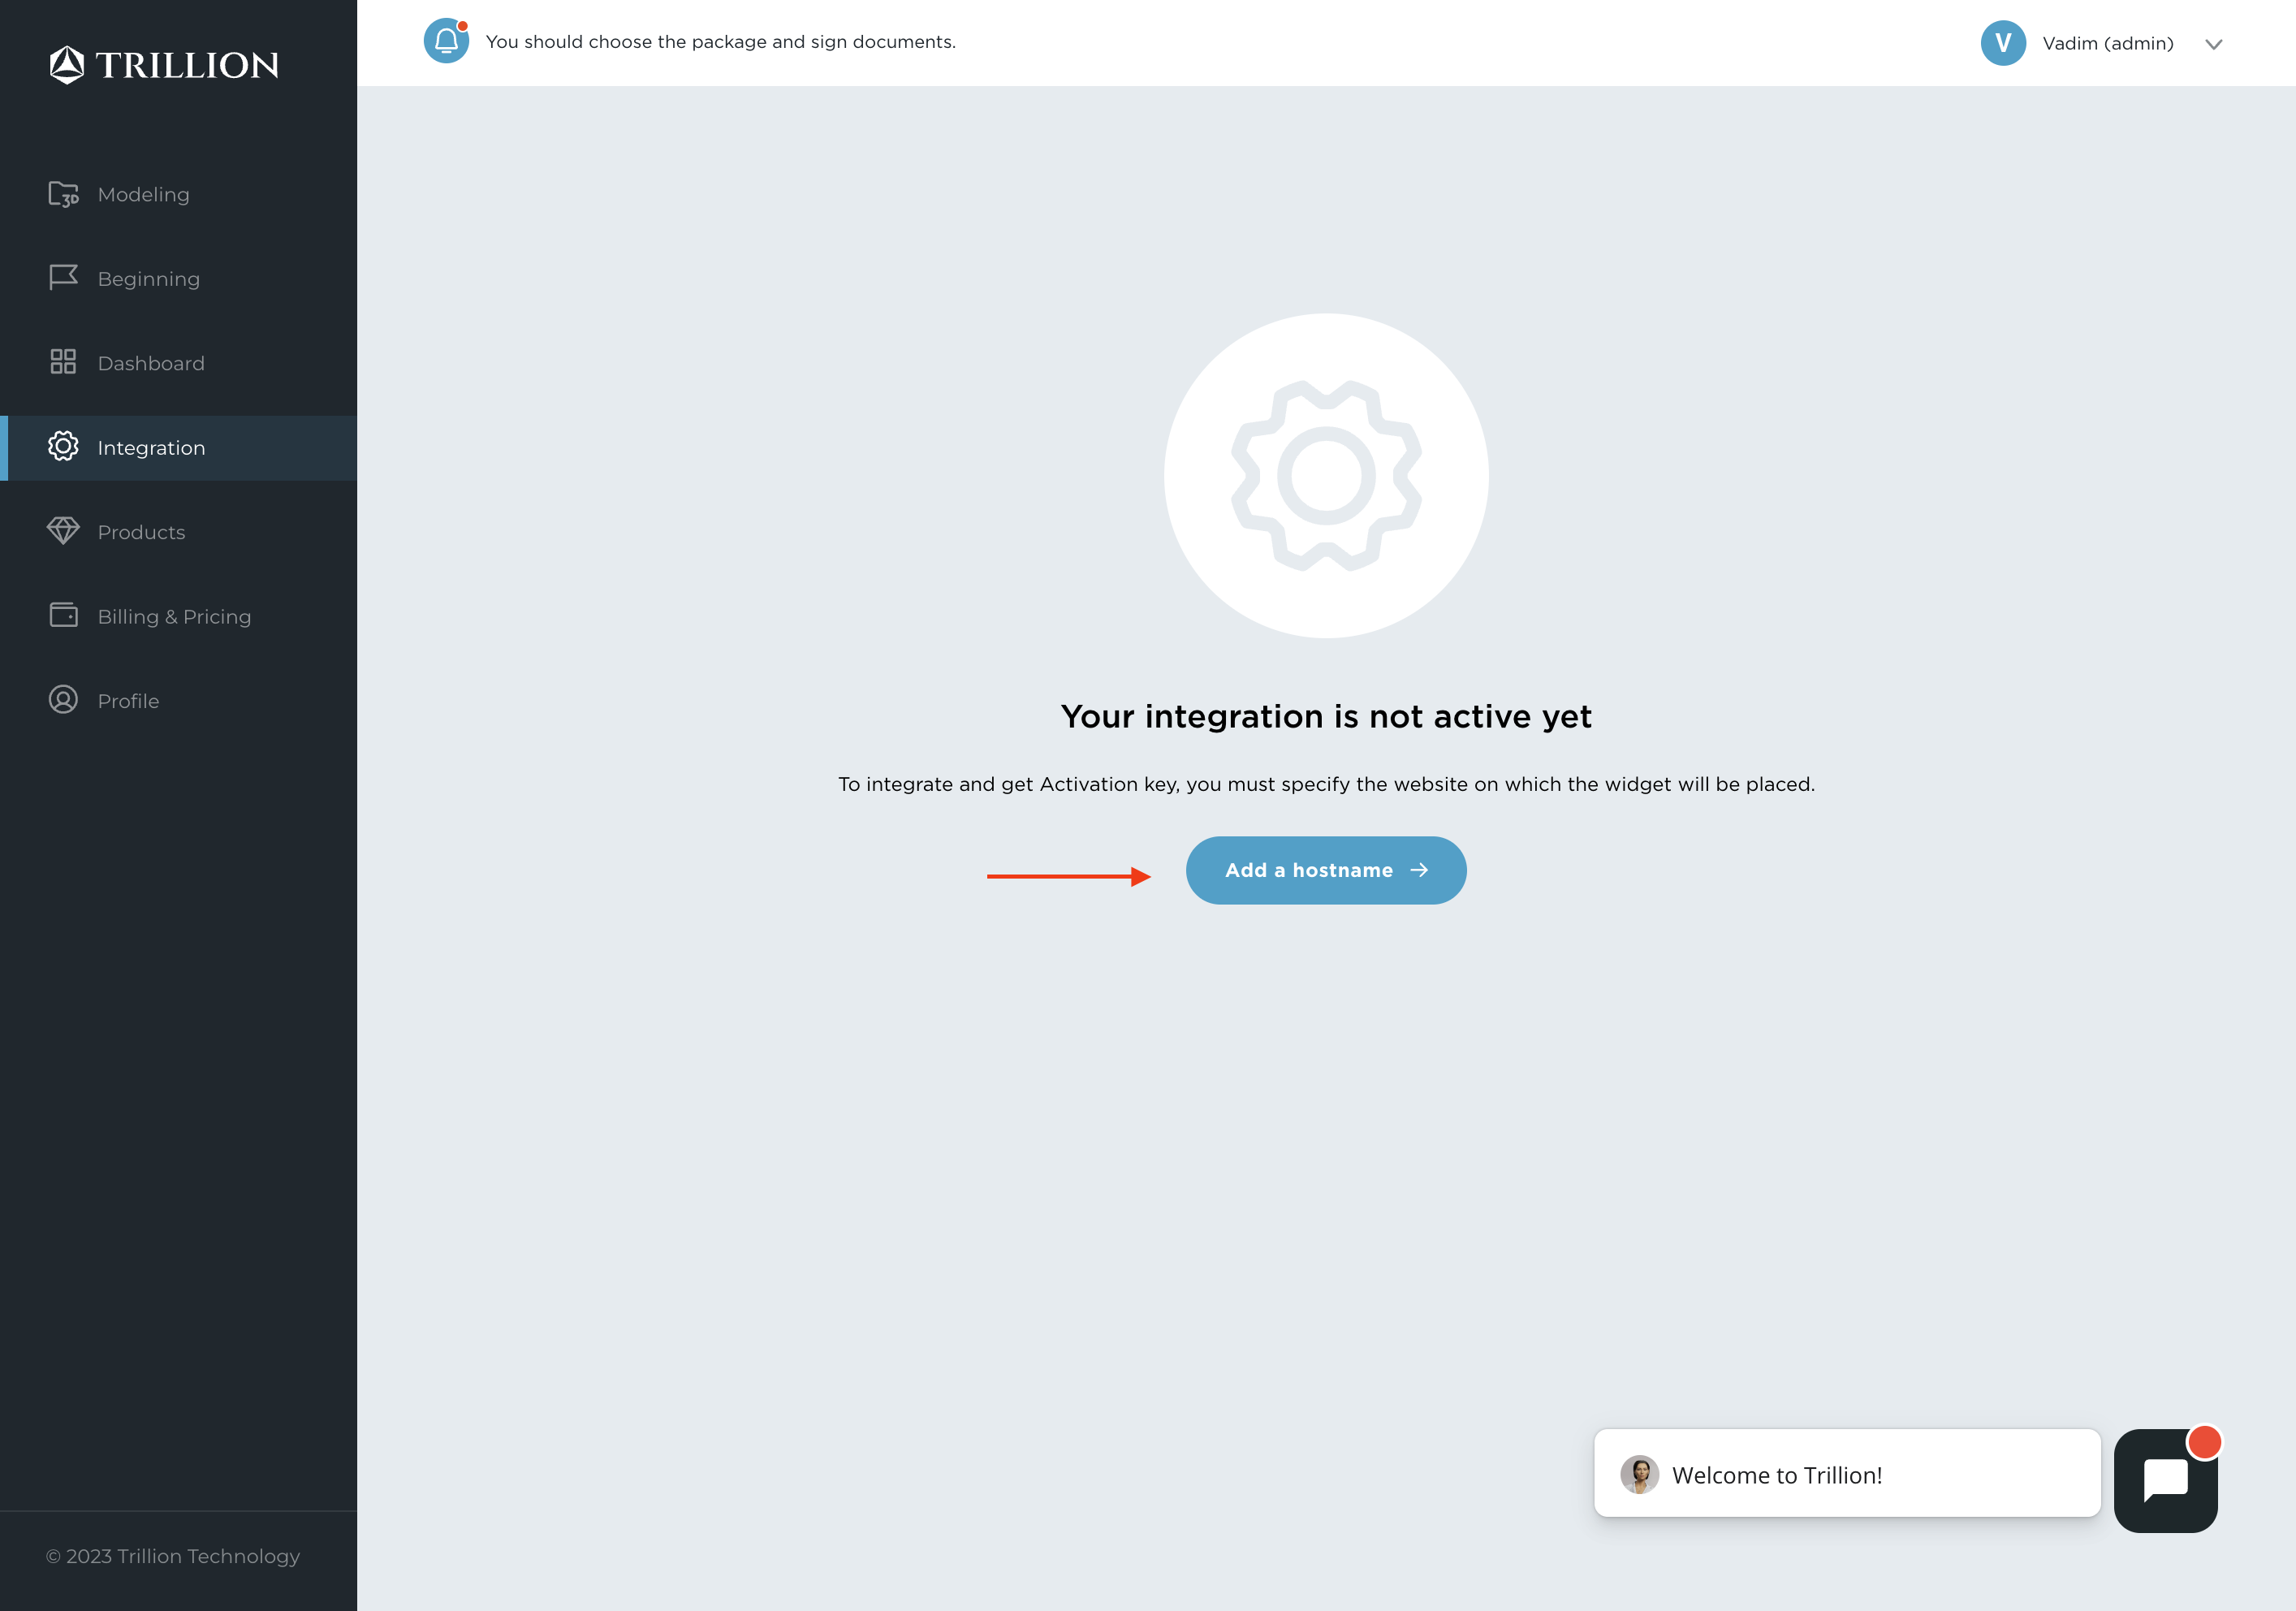 TRILLION
You should choose the package and sign documents.
V
Vadim (admin)
3D
Modeling
Beginning
Dashboard
Integration
Products
Billing & Pricing
Profile
Your integration is not active yet
To integrate and get Activation key, you must specify the website on which the widget will be placed.
Add a hostname
Welcome to Trillion!
© 2023 Trillion Technology